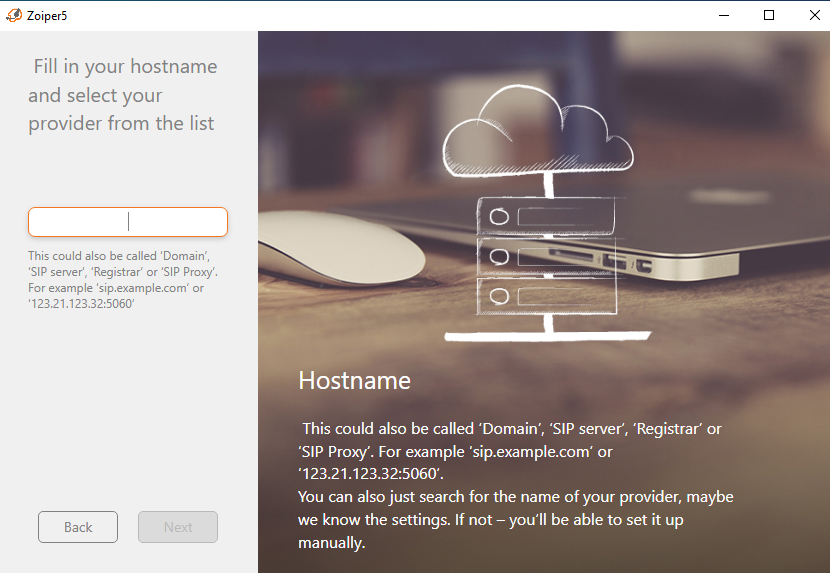 Zoiper5
Fill in your hostname
and select your
provider from the list
This could also be called ‘Domain’,
‘SIP server’, ‘Registrar’ or ‘SIP Proxy’.
For example ‘sip.example.com’ or
‘123.21.123.32:5060’
Back
Next
Hostname
This could also be called ‘Domain’, ‘SIP server’, ‘Registrar’ or
‘SIP Proxy’. For example ‘sip.example.com’ or
‘123.21.123.32:5060’.
You can also just search for the name of your provider, maybe
we know the settings. If not – you’ll be able to set it up
manually.